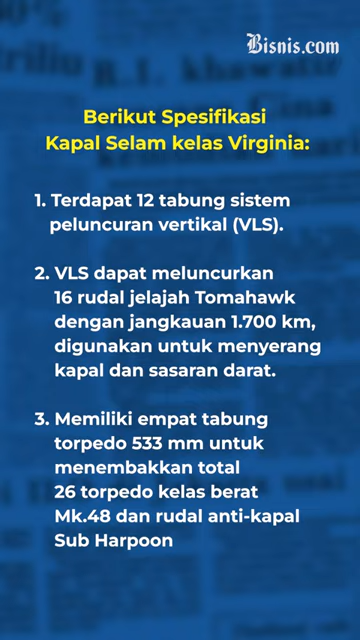 Bisnis.com
Berikut Spesifikasi
Kapal Selam kelas Virginia:
1. Terdapat 12 tabung sistem
peluncuran vertikal (VLS).
2. VLS dapat meluncurkan
16 rudal jelajah Tomahawk
dengan jangkauan 1.700 km,
digunakan untuk menyerang
kapal dan sasaran darat.
3. Memiliki empat tabung
torpedo 533 mm untuk
menembakkan total
26 torpedo kelas berat
Mk.48 dan rudal anti-kapal
Sub Harpoon